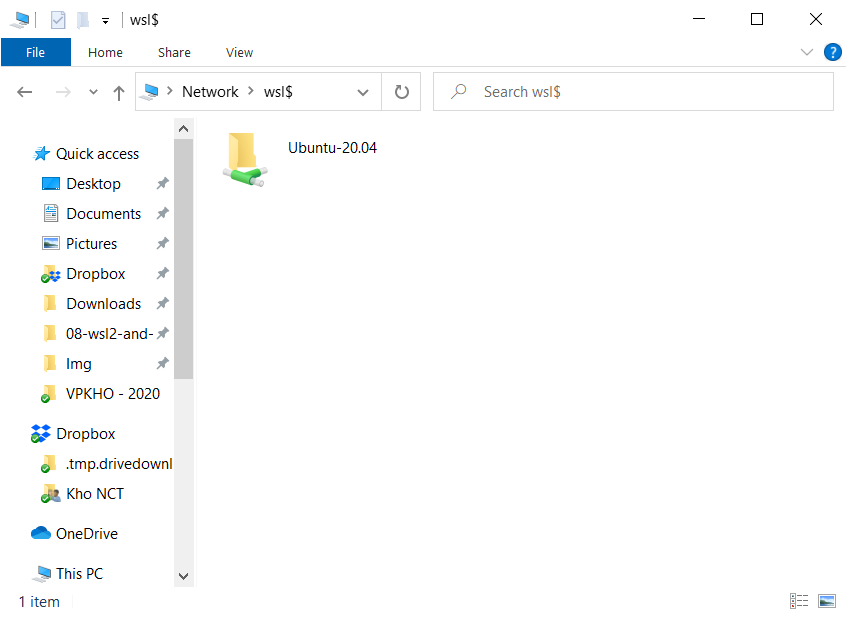 wsl$
File Home Share View
?
Network wsl$
Search wsl$
Quick access
Desktop
Documents
Pictures
Dropbox
Downloads
08-wsl2-and-
Img
VPKHO - 2020
Dropbox
.tmp.drivedownl
Kho NCT
OneDrive
This PC
Ubuntu-20.04
1 item